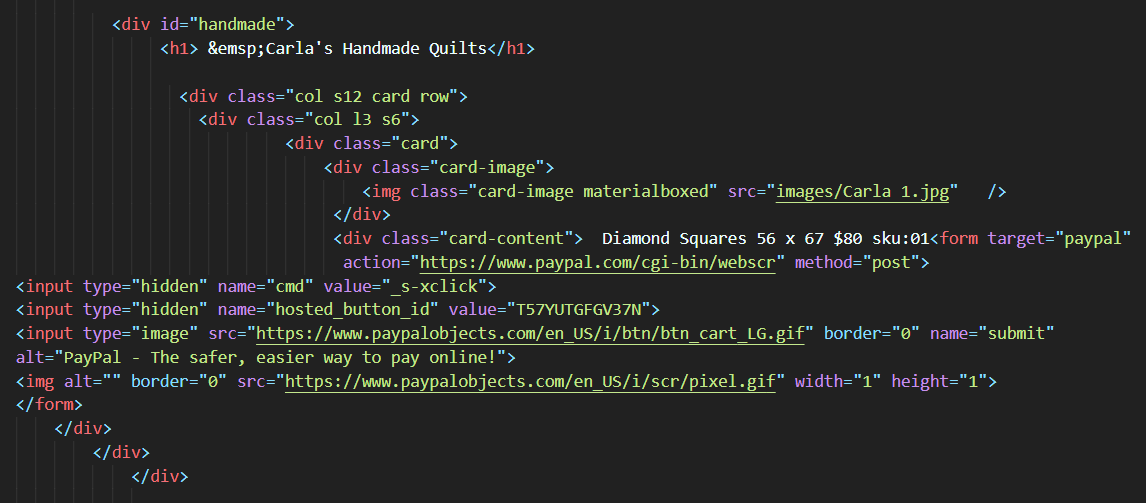 <div id="handmade">
<h1> &emsp;Carla's Handmade Quilts</h1>
<div class="col s12 card row">
<div class="col l3 s6">
<div class="card">
<div class="card-image">
<img class="card-image materialboxed" src="images/Carla 1.jpg"   />
</div>
<div class="card-content">  Diamond Squares 56 x 67 $80 sku:01<form target="paypal"
action="https://www.paypal.com/cgi-bin/webscr" method="post">
<input type="hidden" name="cmd" value="_s-xclick">
<input type="hidden" name="hosted_button_id" value="T57YUTGFGV37N">
<input type="image" src="https://www.paypalobjects.com/en_US/i/btn/btn_cart_LG.gif" border="0" name="submit"
alt="PayPal - The safer, easier way to pay online!">
<img alt="" border="0" src="https://www.paypalobjects.com/en_US/i/scr/pixel.gif" width="1" height="1">
</form>
</div>
</div>
</div>